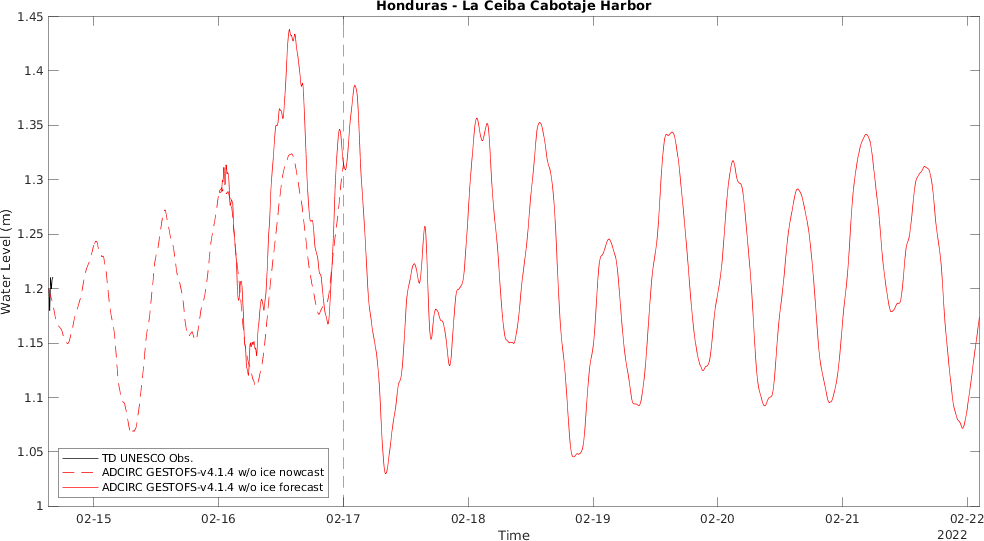 Honduras - La Ceiba Cabotaje Harbor
1.45
1.4
1.35
1.3
1.25
1.2
1.15
1.1
1.05
1
Water Level (m)
TD UNESCO Obs.
ADCIRC GESTOFS-v4.1.4 w/o ice nowcast
ADCIRC GESTOFS-v4.1.4 w/o ice forecast
02-15 02-16 02-17 02-18 02-19 02-20 02-21 02-22
2022
Time